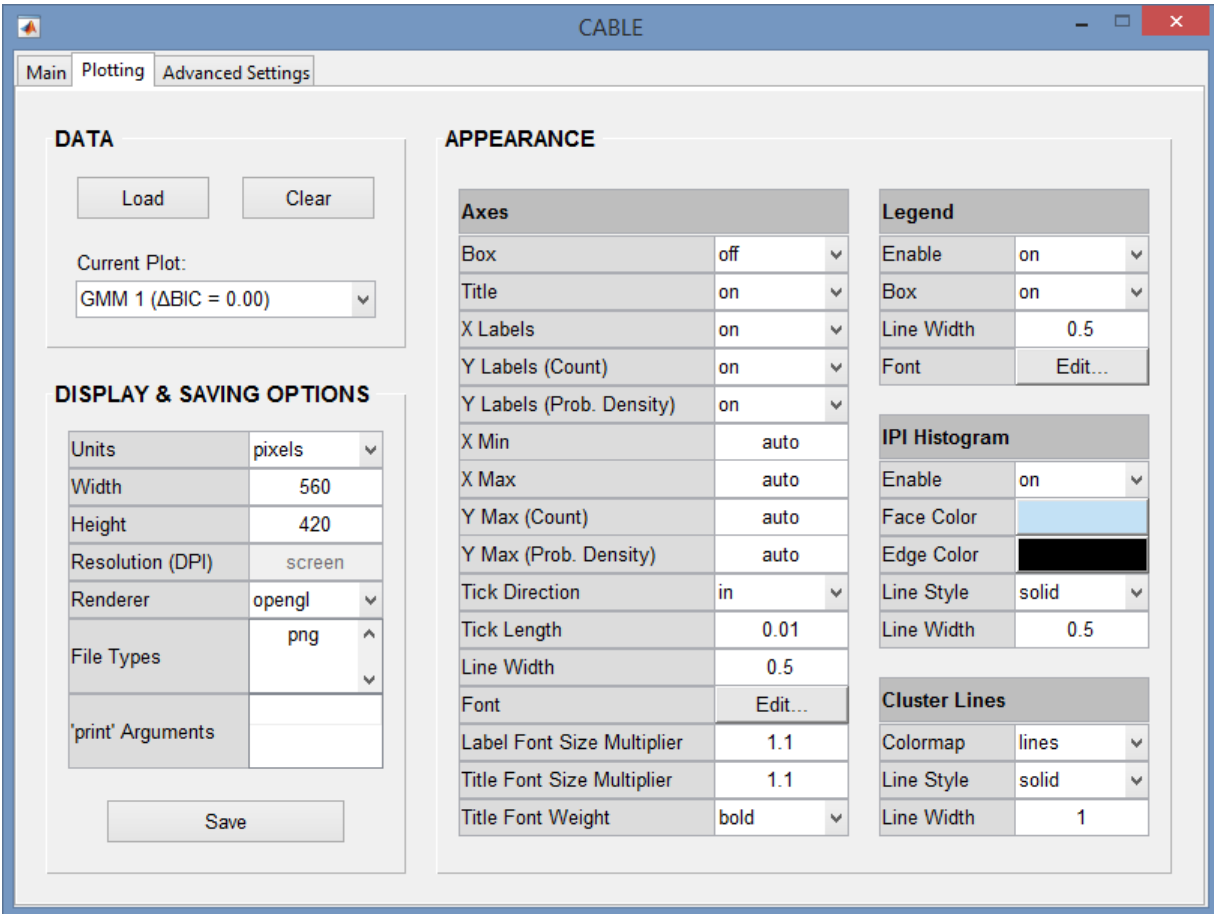 CABLE
Main Plotting Advanced Settings
DATA
Load Clear
Current Plot:
GMM 1 (ΔBIC = 0.00)
DISPLAY & SAVING OPTIONS
Units pixels
Width 560
Height 420
Resolution (DPI) screen
Renderer opengl
File Types png
'print' Arguments
Save
APPEARANCE
Axes
Box off
Title on
X Labels on
Y Labels (Count) on
Y Labels (Prob. Density) on
X Min auto
X Max auto
Y Max (Count) auto
Y Max (Prob. Density) auto
Tick Direction in
Tick Length 0.01
Line Width 0.5
Font Edit...
Label Font Size Multiplier 1.1
Title Font Size Multiplier 1.1
Title Font Weight bold
Legend
Enable on
Box on
Line Width 0.5
Font Edit...
IPI Histogram
Enable on
Face Color
Edge Color
Line Style solid
Line Width 0.5
Cluster Lines
Colormap lines
Line Style solid
Line Width 1